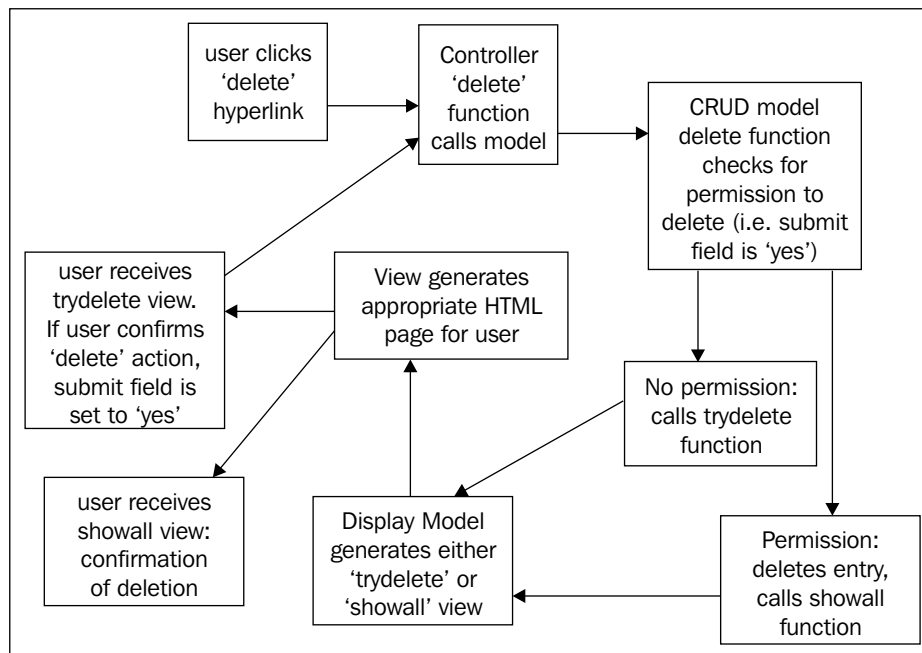 user clicks
‘delete’
hyperlink
Controller
‘delete’
function
calls model
CRUD model
delete function
checks for
permission to
delete (i.e. submit
field is ‘yes’)
user receives
trydelete view.
If user confirms
‘delete’ action,
submit field is
set to ‘yes’
View generates
appropriate HTML
page for user
No permission:
calls trydelete
function
user receives
showall view:
confirmation
of deletion
Display Model
generates either
‘trydelete’ or
‘showall’ view
Permission:
deletes entry,
calls showall
function